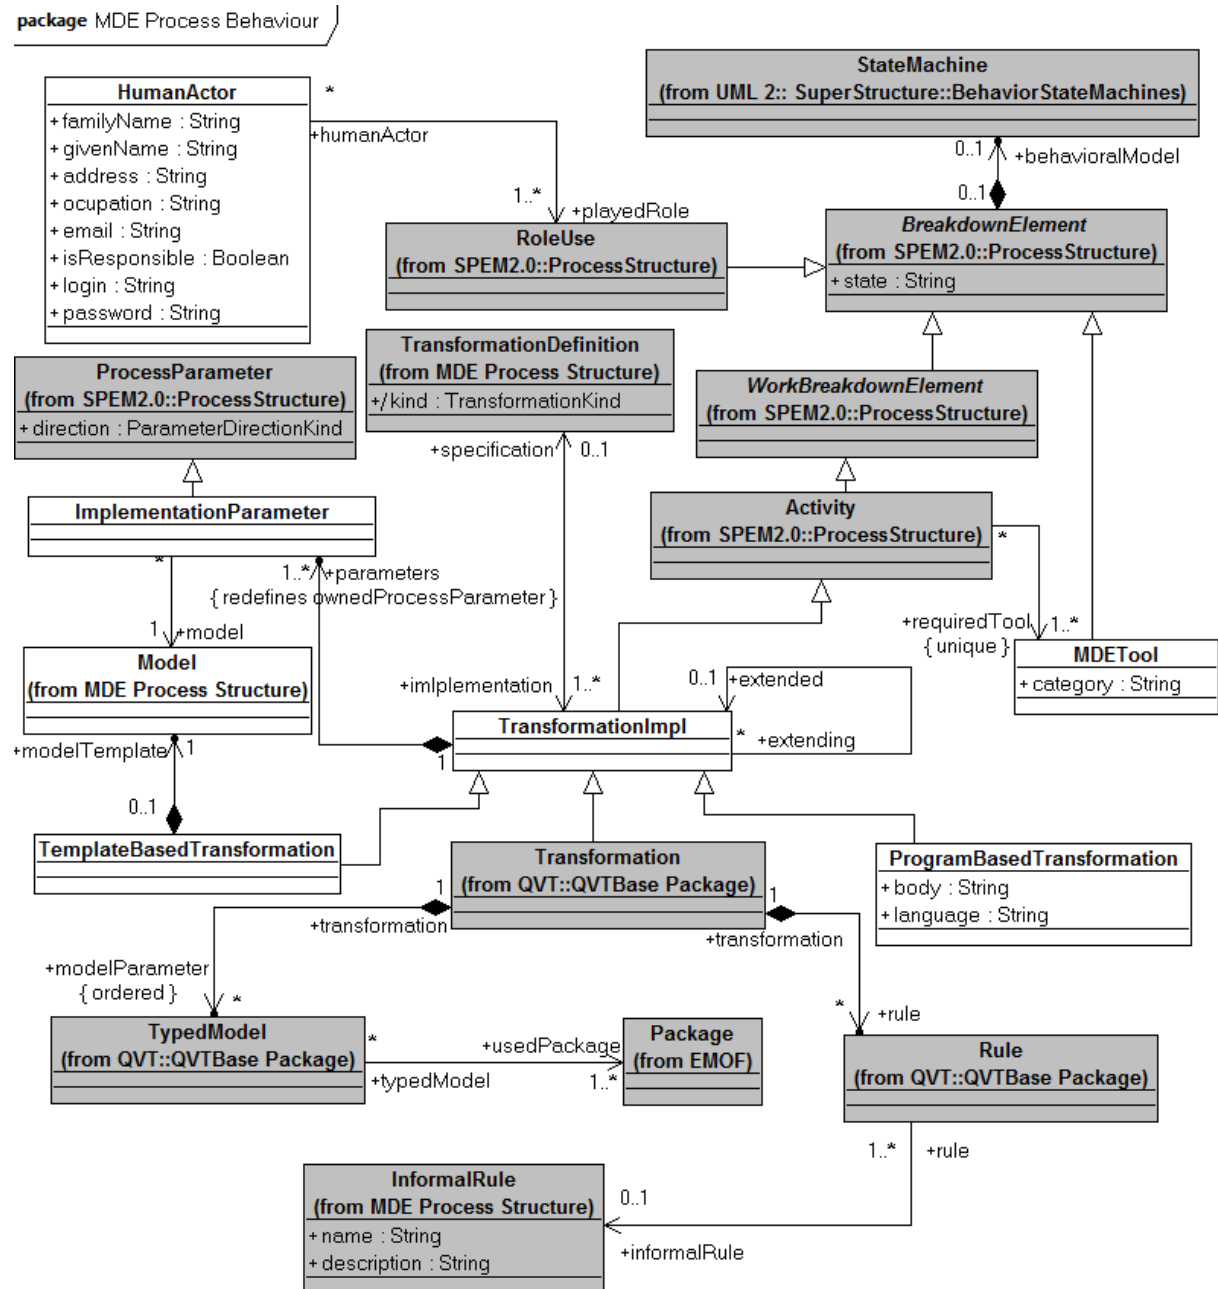 package MDE Process Behaviour
StateMachine
(from UML 2:: SuperStructure::BehaviorStateMachines)
HumanActor
+ familyName : String
+ givenName : String
+ address : String
+ ocupation : String
+ email : String
+ isResponsible : Boolean
+ login : String
+ password : String
*
+humanActor
1..*
+playedRole
0..1
+behavioralModel
0..1
RoleUse
(from SPEM2.0::ProcessStructure)
BreakdownElement
(from SPEM2.0::ProcessStructure)
+ state : String
TransformationDefinition
(from MDE Process Structure)
+/ kind : TransformationKind
ProcessParameter
(from SPEM2.0::ProcessStructure)
+ direction : ParameterDirectionKind
WorkBreakdownElement
(from SPEM2.0::ProcessStructure)
+specification
0..1
ImplementationParameter
Activity
(from SPEM2.0::ProcessStructure)
*
*
1..*
+parameters
{ redefines ownedProcessParameter }
1
+model
+requiredTool
{ unique }
1..*
Model
(from MDE Process Structure)
MDETool
+ category : String
+imlplementation
1..*
0..1
+extended
TransformationImpl
*
+extending
1
+modelTemplate
1
0..1
TemplateBasedTransformation
Transformation
(from QVT::QVTBase Package)
ProgramBasedTransformation
+ body : String
+ language : String
1
+transformation
1
+transformation
+modelParameter
{ ordered }
*
*
+rule
TypedModel
(from QVT::QVTBase Package)
*
+typedModel
+usedPackage
1..*
Package
(from EMOF)
Rule
(from QVT::QVTBase Package)
1..*
+rule
InformalRule
(from MDE Process Structure)
+ name : String
+ description : String
0..1
+informalRule